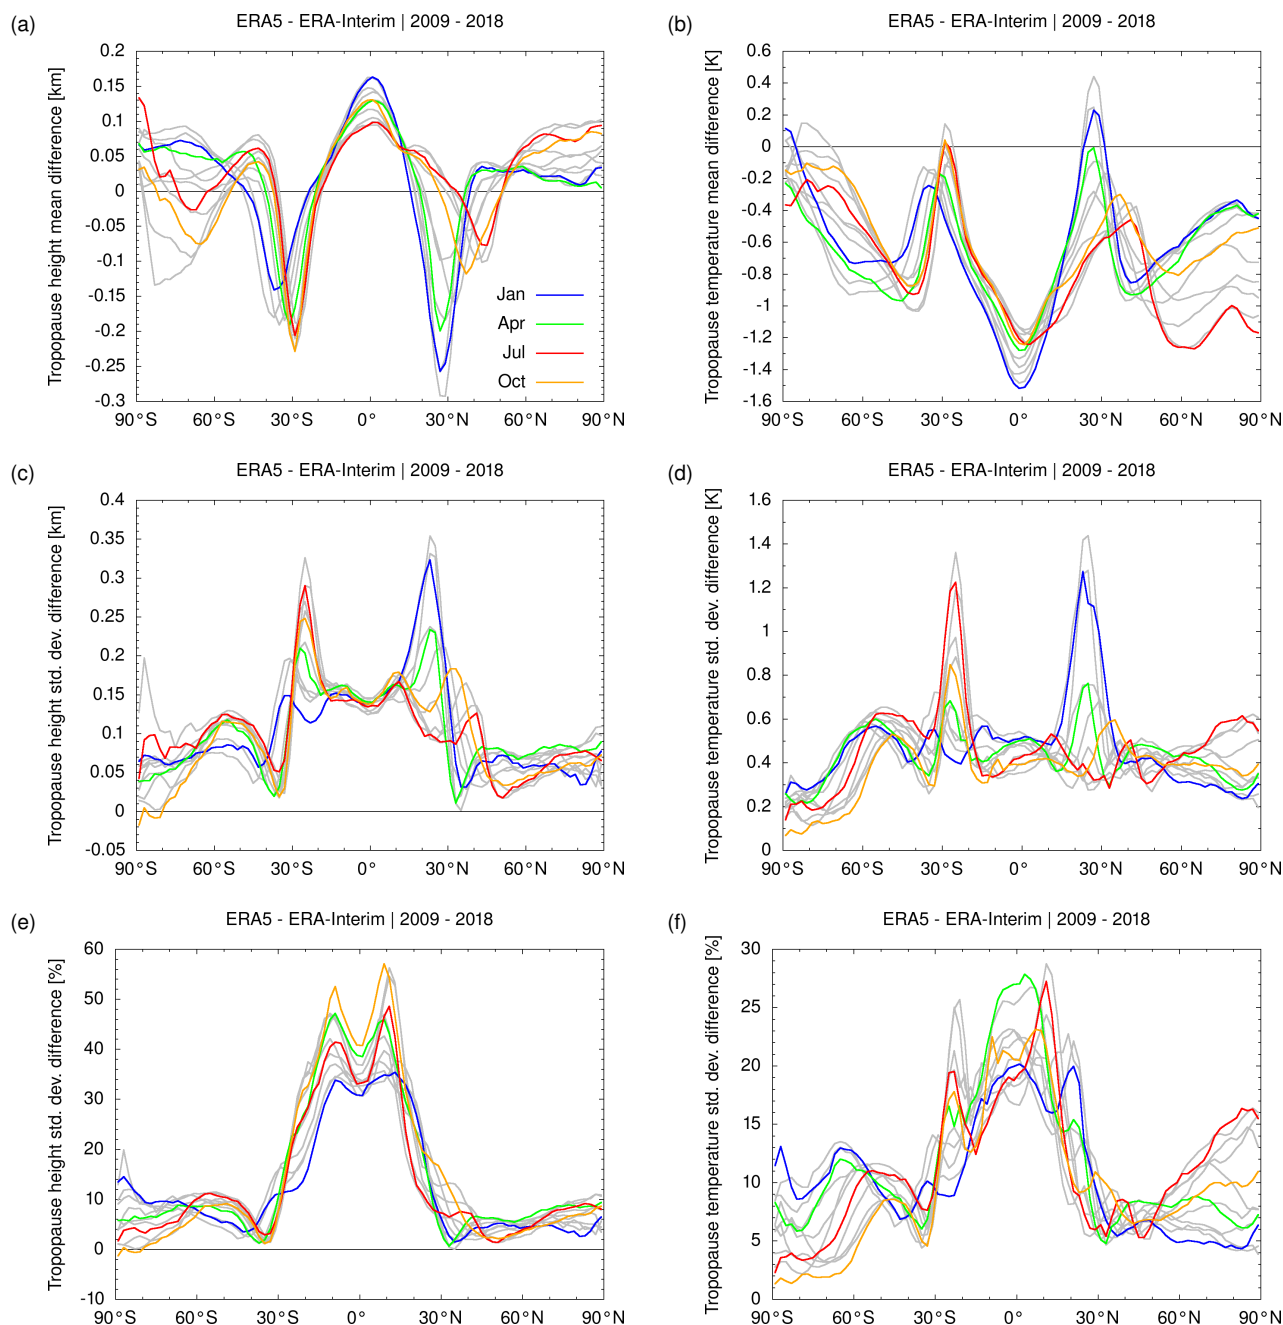 (a)
ERA5 - ERA-Interim | 2009 - 2018
Tropopause height mean difference [km]
0.2
0.15
0.1
0.05
0
-0.05
-0.1
-0.15
-0.2
-0.25
-0.3
Jan
Apr
Jul
Oct
90°S 60°S 30°S 0° 30°N 60°N 90°N
(b)
ERA5 - ERA-Interim | 2009 - 2018
Tropopause temperature mean difference [K]
0.6
0.4
0.2
0
-0.2
-0.4
-0.6
-0.8
-1
-1.2
-1.4
-1.6
90°S 60°S 30°S 0° 30°N 60°N 90°N
(c)
ERA5 - ERA-Interim | 2009 - 2018
Tropopause height std. dev. difference [km]
0.4
0.35
0.3
0.25
0.2
0.15
0.1
0.05
0
-0.05
90°S 60°S 30°S 0° 30°N 60°N 90°N
(d)
ERA5 - ERA-Interim | 2009 - 2018
Tropopause temperature std. dev. difference [K]
1.6
1.4
1.2
1
0.8
0.6
0.4
0.2
0
90°S 60°S 30°S 0° 30°N 60°N 90°N
(e)
ERA5 - ERA-Interim | 2009 - 2018
Tropopause height std. dev. difference [%]
60
50
40
30
20
10
0
-10
90°S 60°S 30°S 0° 30°N 60°N 90°N
(f)
ERA5 - ERA-Interim | 2009 - 2018
Tropopause temperature std. dev. difference [%]
30
25
20
15
10
5
0
90°S 60°S 30°S 0° 30°N 60°N 90°N